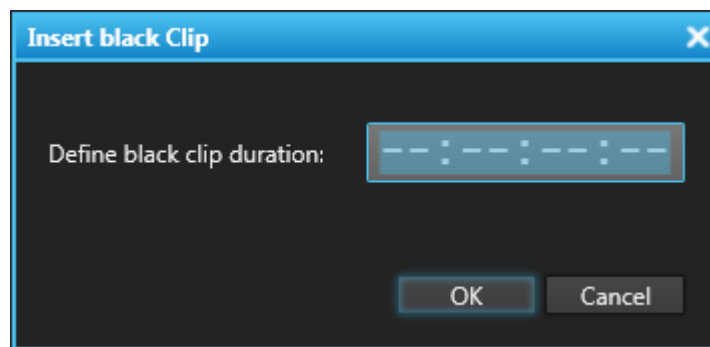 Insert black Clip
Define black clip duration: --:--:--:--
OK Cancel